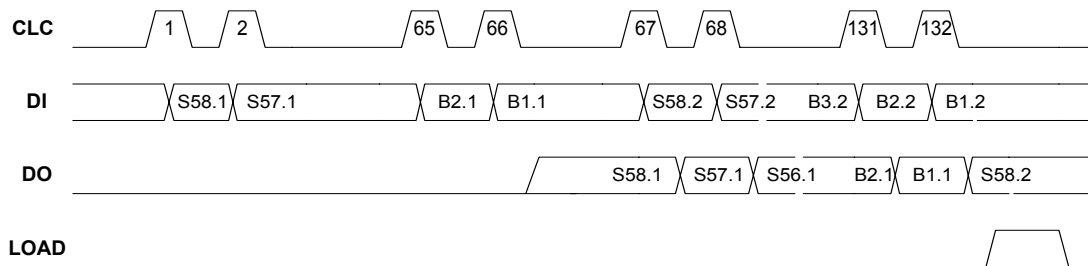 CLC 1 2 65 66 67 68 131 132
DI S58.1 S57.1 B2.1 B1.1 S58.2 S57.2 B3.2 B2.2 B1.2
DO S58.1 S57.1 S56.1 B2.1 B1.1 S58.2
LOAD